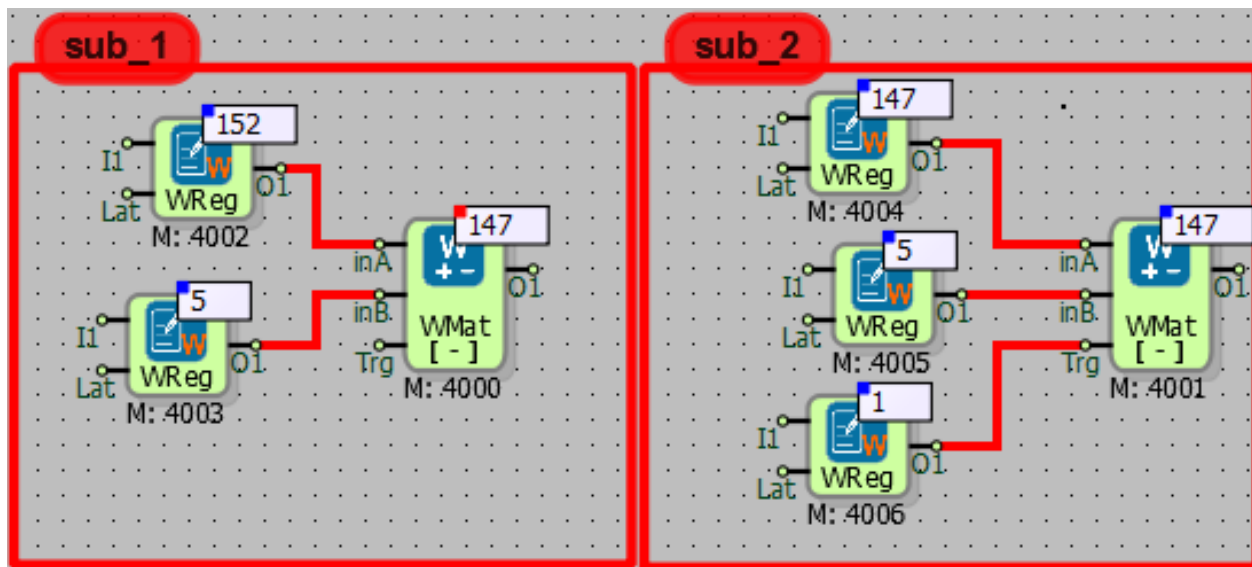 sub_1
152
I1
O1
Lat
WReg
M: 4002
147
W
+ -
inA
O1
inB
WMat
[ - ]
Trg
M: 4000
5
W
I1
O1
Lat
WReg
M: 4003
sub_2
147
W
I1
O1
Lat
WReg
M: 4004
5
W
I1
O1
Lat
WReg
M: 4005
1
W
I1
O1
Lat
WReg
M: 4006
147
W
+ -
inA
O1
inB
WMat
[ - ]
Trg
M: 4001